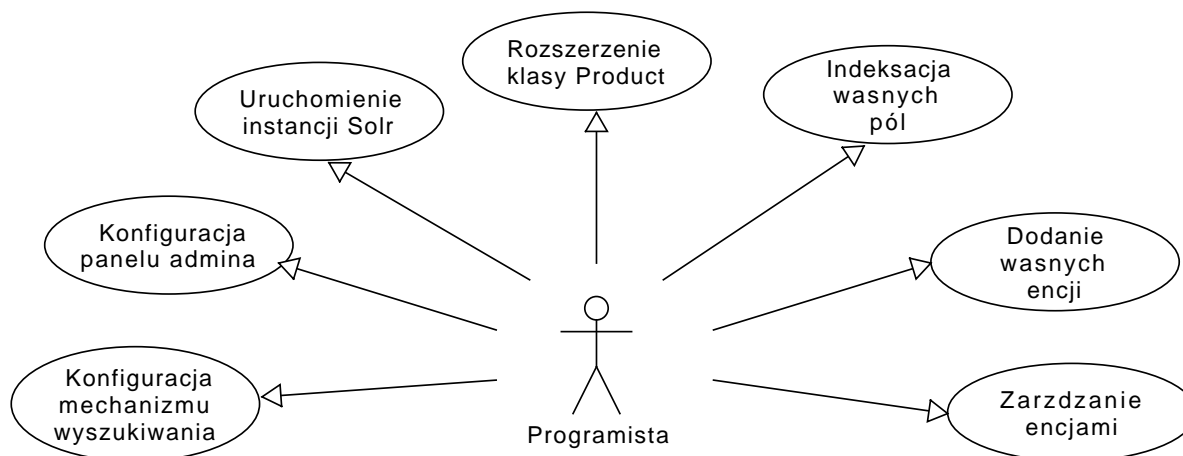 Rozszerzenie
klasy Product
Indeksacja
wasnych
pól
Uruchomienie
instancji Solr
Konfiguracja
panelu admina
Dodanie
wasnych
encji
Konfiguracja
mechanizmu
wyszukiwania
Zarzdzanie
encjami
Programista